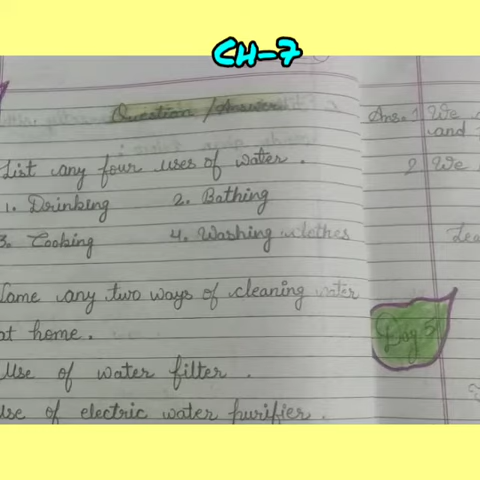 CH-7
Question / Answer
List any four uses of water.
1. Drinking 2. Bathing
3. Cooking 4. Washing clothes
Name any two ways of cleaning water
at home.
Use of water filter.
Use of electric water purifier.
Ans. 1 We
and
2 We
Day 5